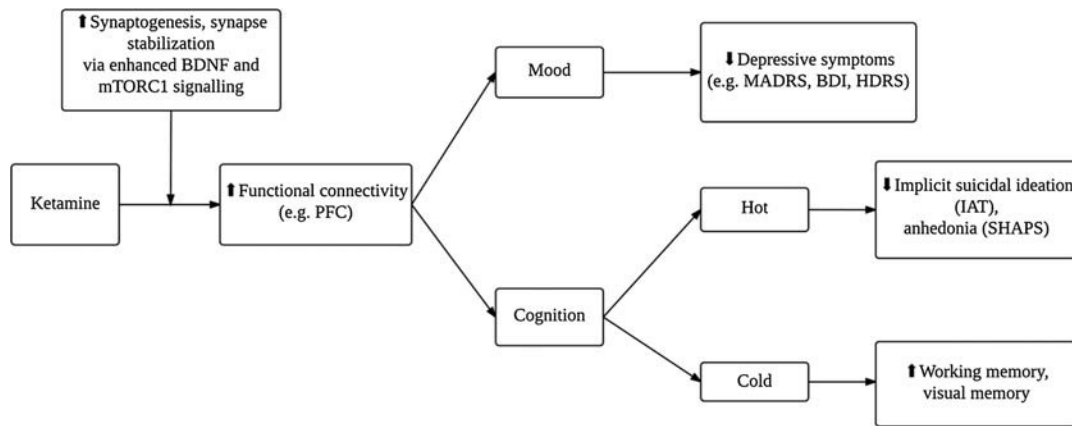 ⬆Synaptogenesis, synapse
stabilization
via enhanced BDNF and
mTORC1 signalling
Mood
⬇Depressive symptoms
(e.g. MADRS, BDI, HDRS)
Ketamine
⬆Functional connectivity
(e.g. PFC)
Hot
⬇Implicit suicidal ideation
(IAT),
anhedonia (SHAPS)
Cognition
Cold
⬆Working memory,
visual memory